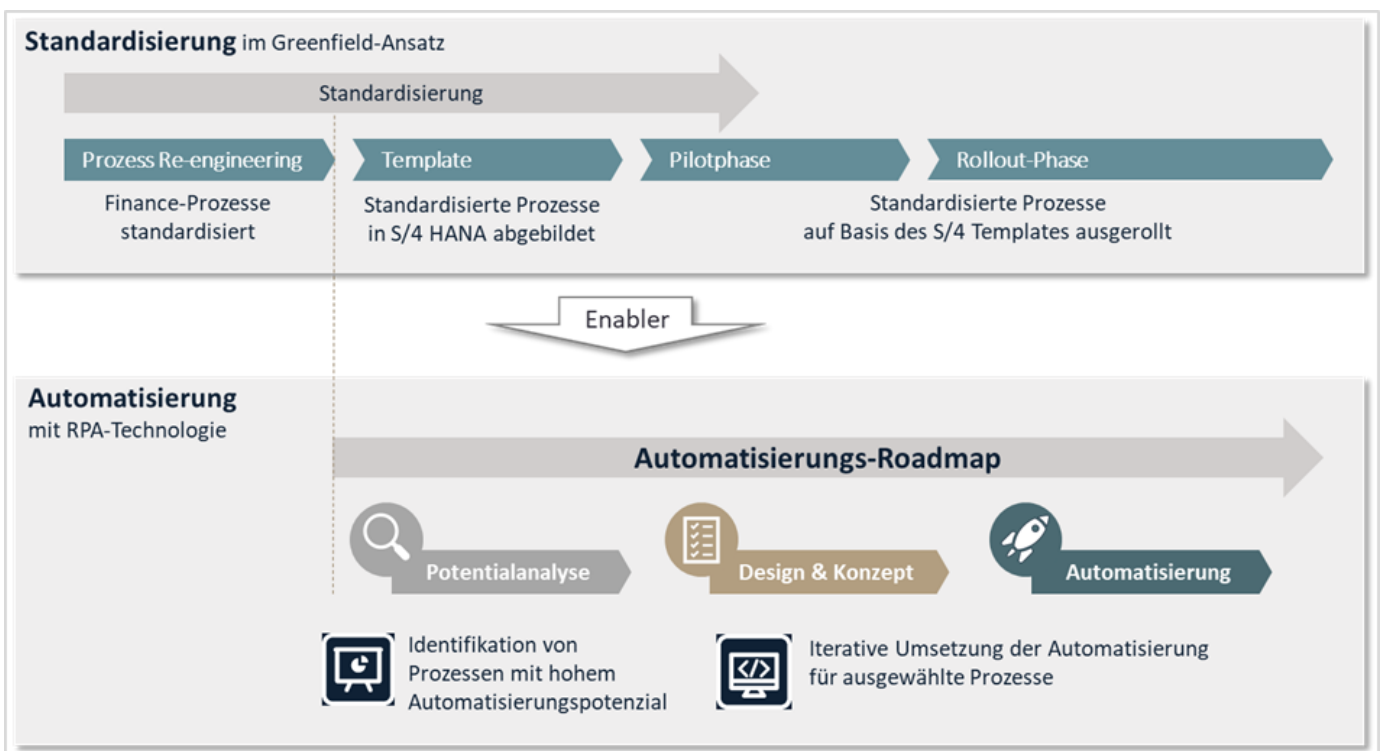 Standardisierung im Greenfield-Ansatz
Standardisierung
Prozess Re-engineering
Template
Pilotphase
Rollout-Phase
Finance-Prozesse
standardisiert
Standardisierte Prozesse
in S/4 HANA abgebildet
Standardisierte Prozesse
auf Basis des S/4 Templates ausgerollt
Enabler
Automatisierung
mit RPA-Technologie
Automatisierungs-Roadmap
Potentialanalyse
Design & Konzept
Automatisierung
Identifikation von
Prozessen mit hohem
Automatisierungspotenzial
</>
Iterative Umsetzung der Automatisierung
für ausgewählte Prozesse